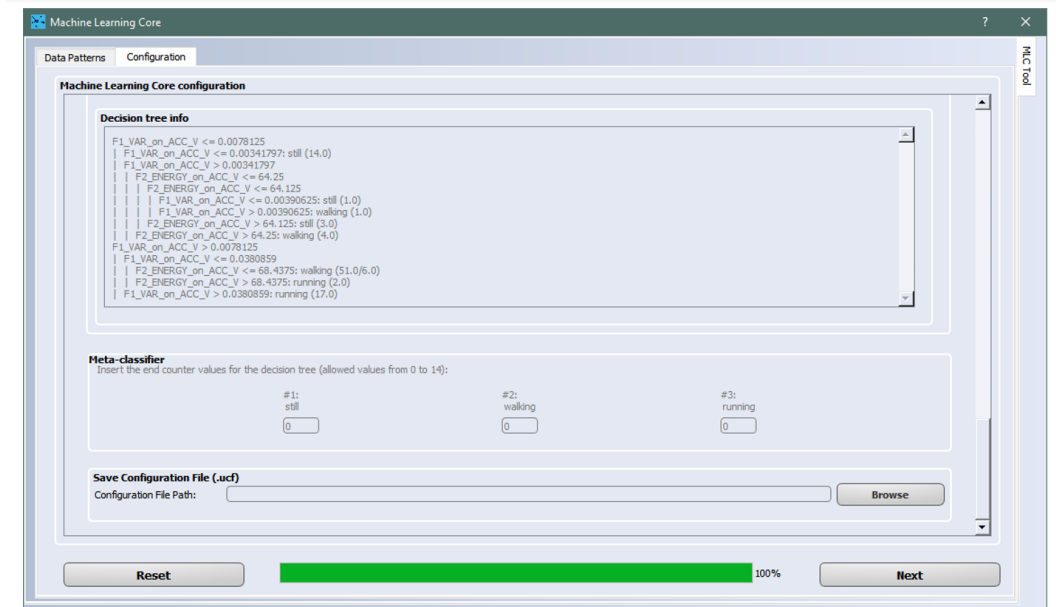 Machine Learning Core
? ×
Data Patterns Configuration
MLC Tool
Machine Learning Core configuration
Decision tree info
F1_VAR_on_ACC_V <= 0.0078125
| F1_VAR_on_ACC_V <= 0.00341797: still (14.0)
| F1_VAR_on_ACC_V > 0.00341797
| | F2_ENERGY_on_ACC_V <= 64.25
| | | F2_ENERGY_on_ACC_V <= 64.125
| | | | F1_VAR_on_ACC_V <= 0.00390625: still (1.0)
| | | | F1_VAR_on_ACC_V > 0.00390625: walking (1.0)
| | | F2_ENERGY_on_ACC_V > 64.125: still (3.0)
| | F2_ENERGY_on_ACC_V > 64.25: walking (4.0)
F1_VAR_on_ACC_V > 0.0078125
| F1_VAR_on_ACC_V <= 0.0380859
| | F2_ENERGY_on_ACC_V <= 68.4375: walking (51.0/6.0)
| | F2_ENERGY_on_ACC_V > 68.4375: running (2.0)
| F1_VAR_on_ACC_V > 0.0380859: running (17.0)
Meta-classifier
Insert the end counter values for the decision tree (allowed values from 0 to 14):
#1: #2: #3:
still walking running
0 0 0
Save Configuration File (.ucf)
Configuration File Path: Browse
Reset 100% Next